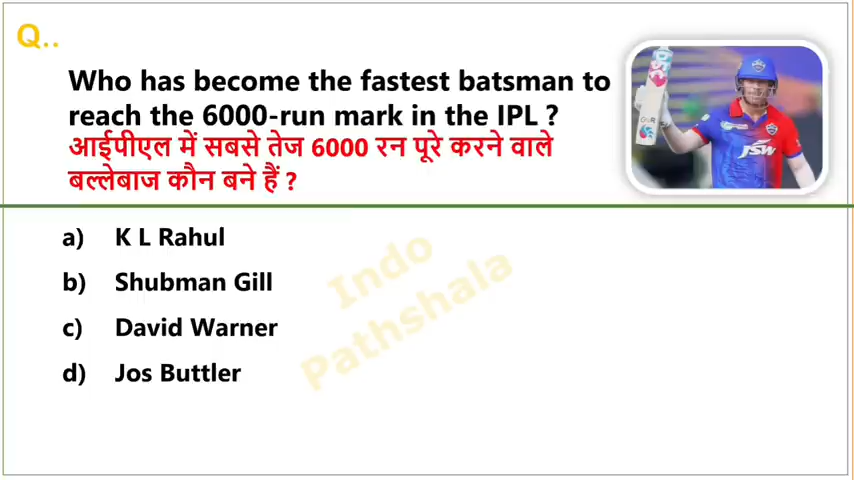 Q..
Who has become the fastest batsman to
reach the 6000-run mark in the IPL ?
आईपीएल में सबसे तेज 6000 रन पूरे करने वाले
बल्लेबाज कौन बने हैं ?
JSW
a) K L Rahul
b) Shubman Gill
c) David Warner
d) Jos Buttler
Indo
Pathshala